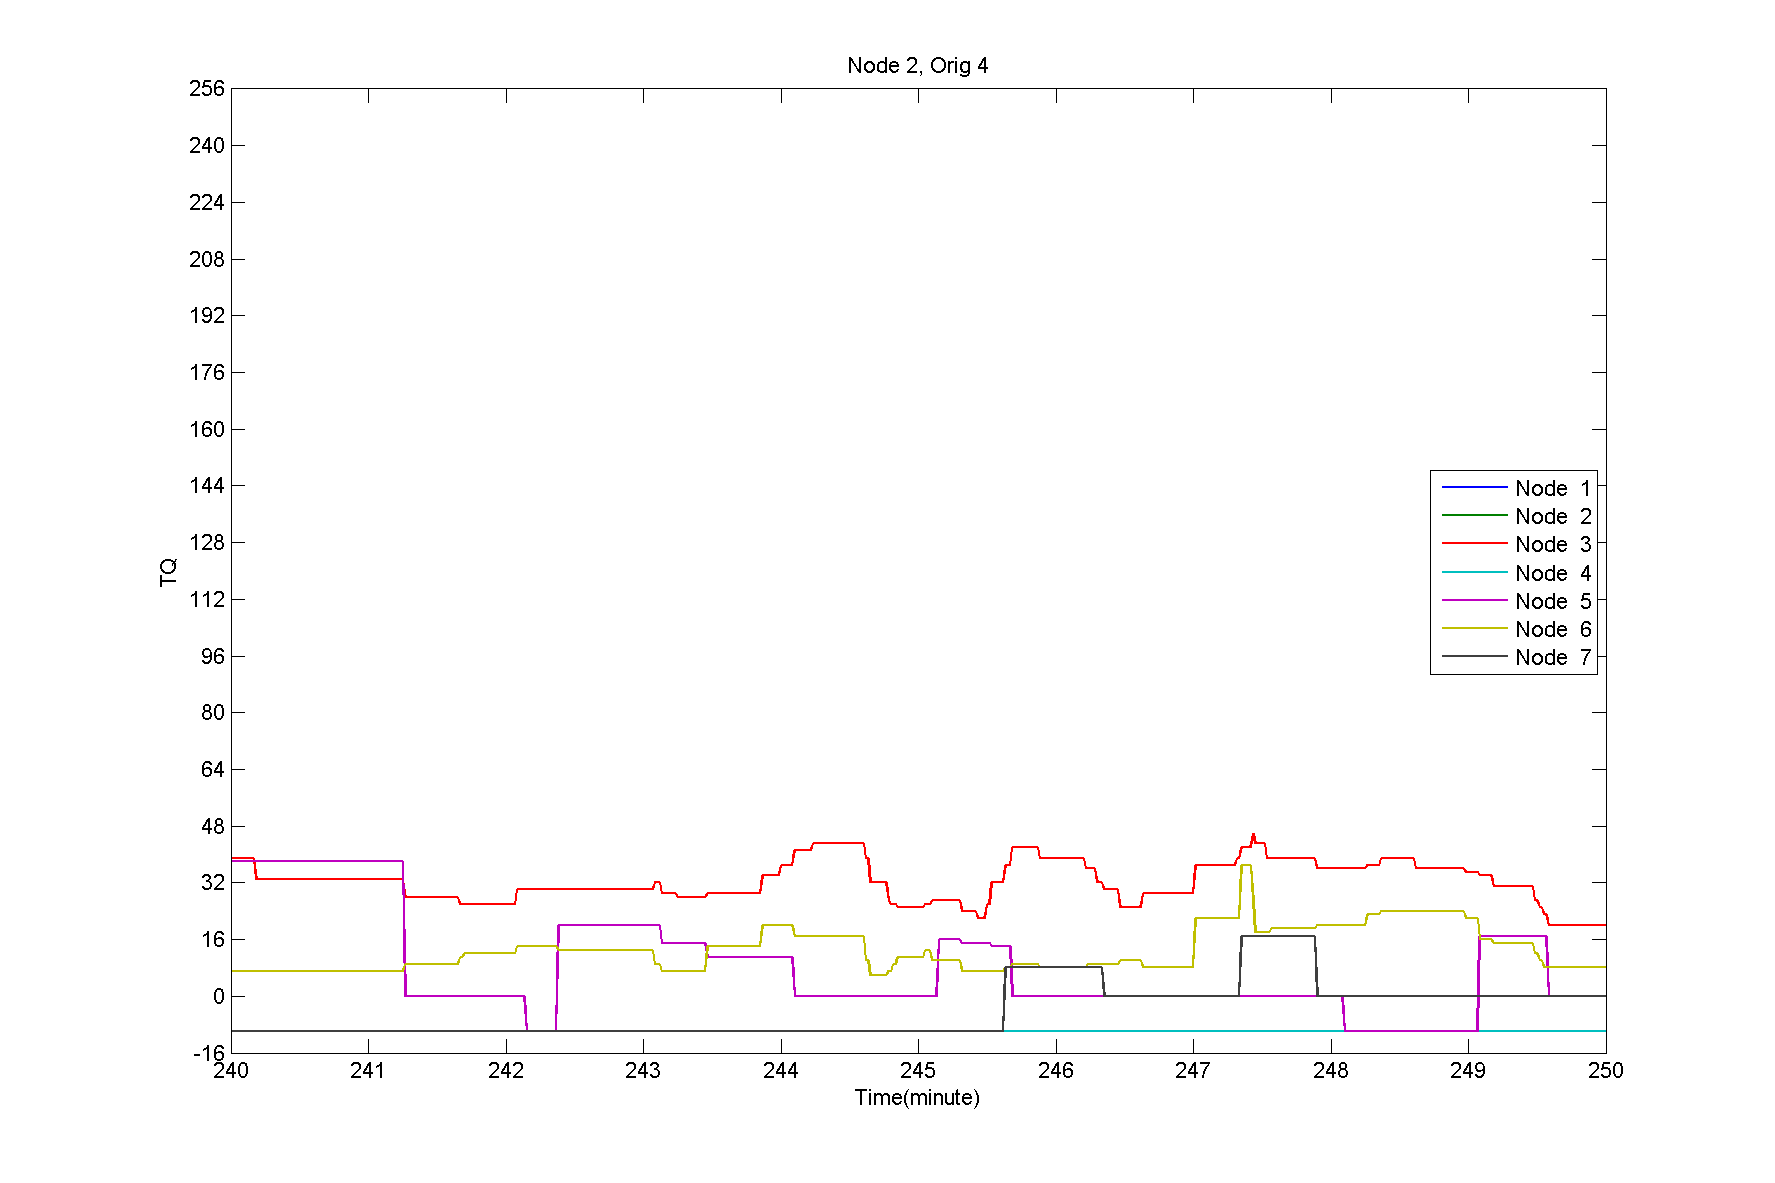 Node 2, Orig 4
256
240
224
208
192
176
160
144
128
112
96
80
64
48
32
16
0
-16
TQ
Node 1
Node 2
Node 3
Node 4
Node 5
Node 6
Node 7
240 241 242 243 244 245 246 247 248 249 250
Time(minute)